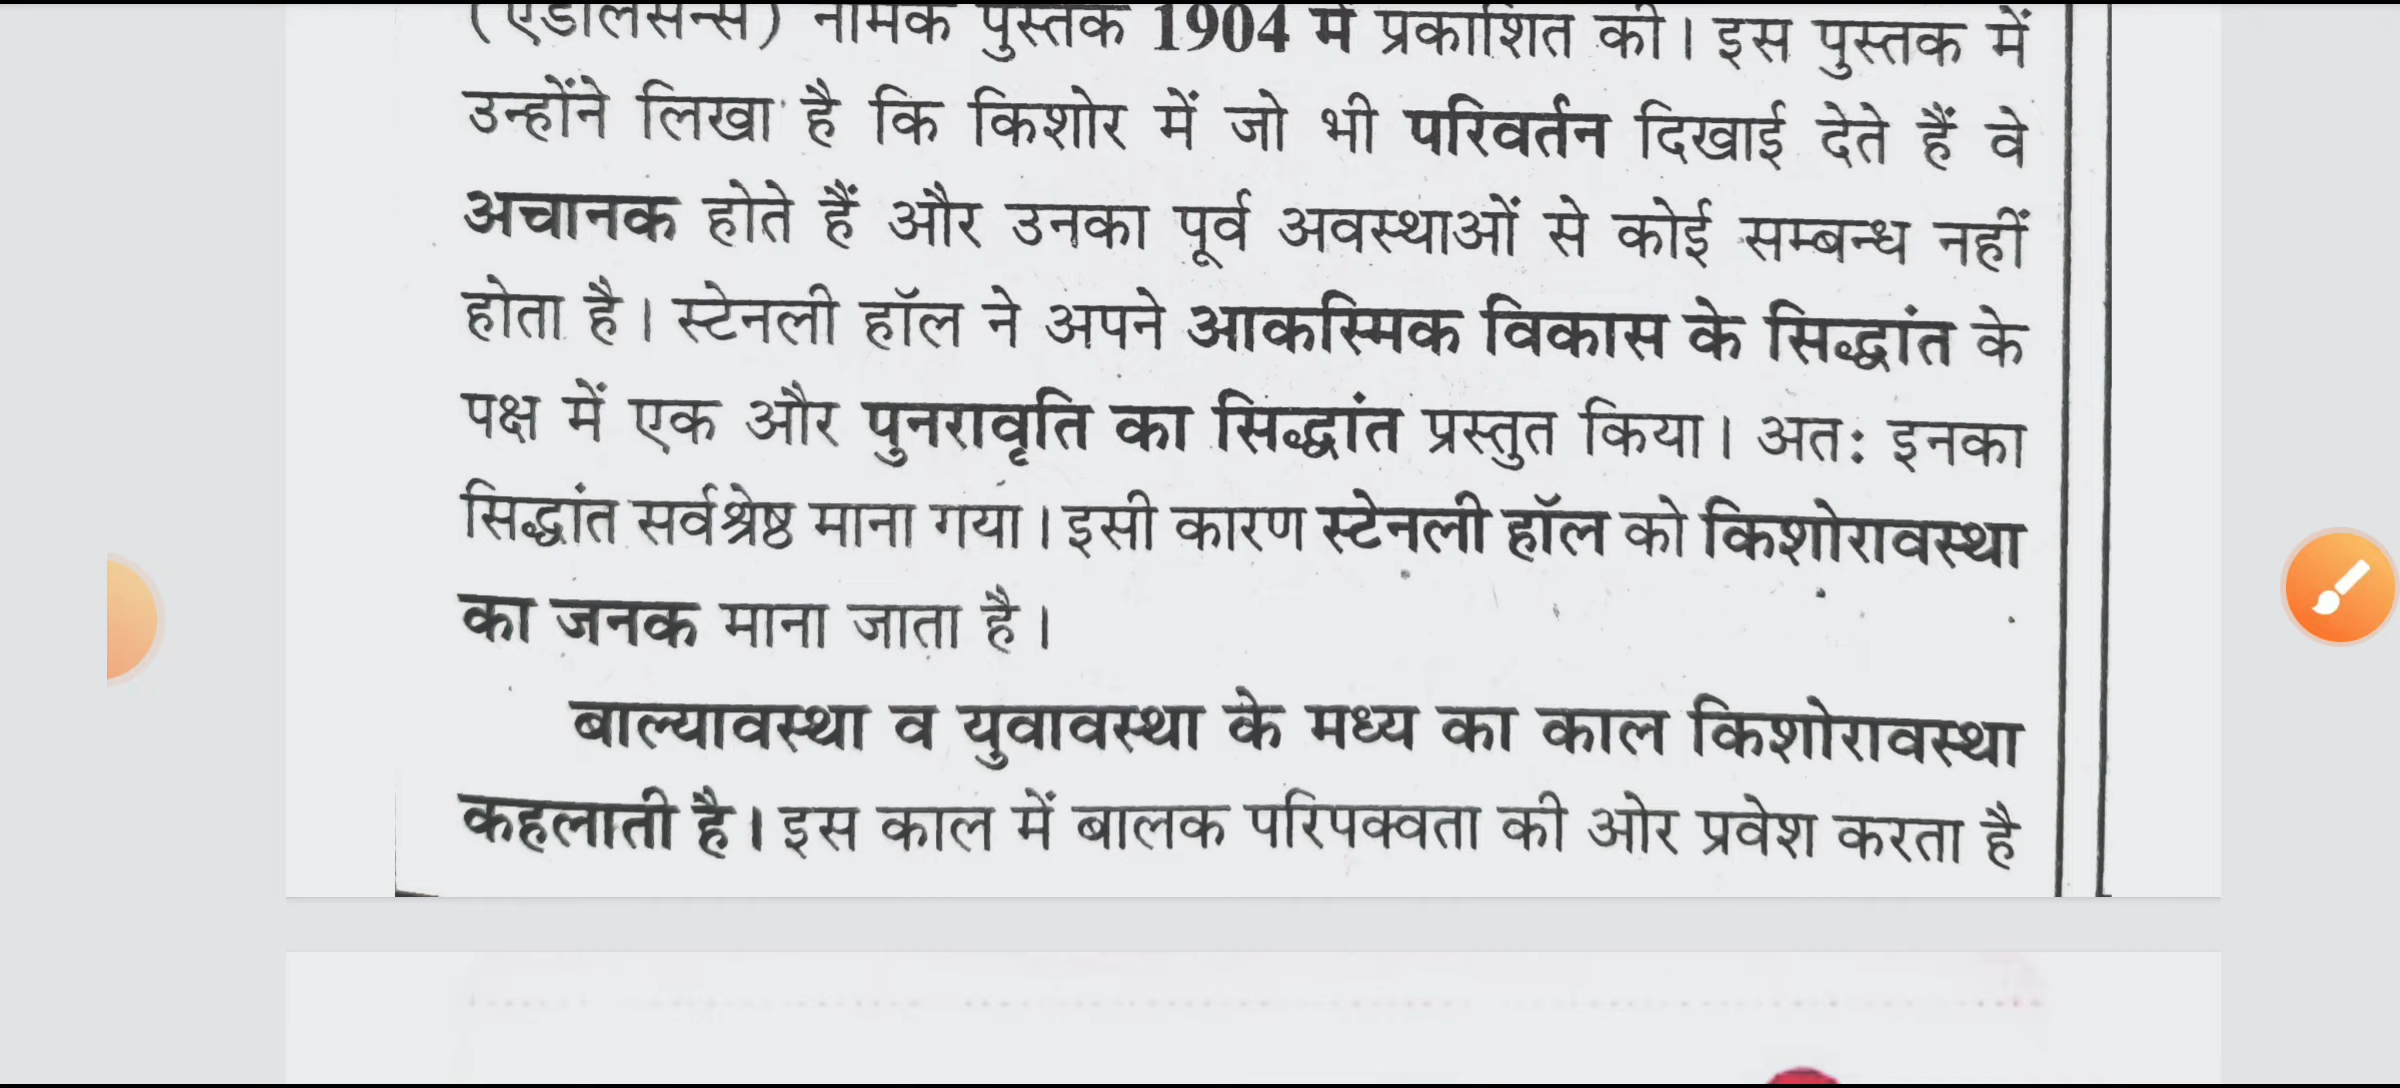 (एडोलसेन्स) नामक पुस्तक 1904 में प्रकाशित की। इस पुस्तक में
उन्होंने लिखा है कि किशोर में जो भी परिवर्तन दिखाई देते हैं वे
अचानक होते हैं और उनका पूर्व अवस्थाओं से कोई सम्बन्ध नहीं
होता है। स्टेनली हॉल ने अपने आकस्मिक विकास के सिद्धांत के
पक्ष में एक और पुनरावृति का सिद्धांत प्रस्तुत किया। अतः इनका
सिद्धांत सर्वश्रेष्ठ माना गया। इसी कारण स्टेनली हॉल को किशोरावस्था
का जनक माना जाता है।
बाल्यावस्था व युवावस्था के मध्य का काल किशोरावस्था
कहलाती है। इस काल में बालक परिपक्वता की ओर प्रवेश करता है